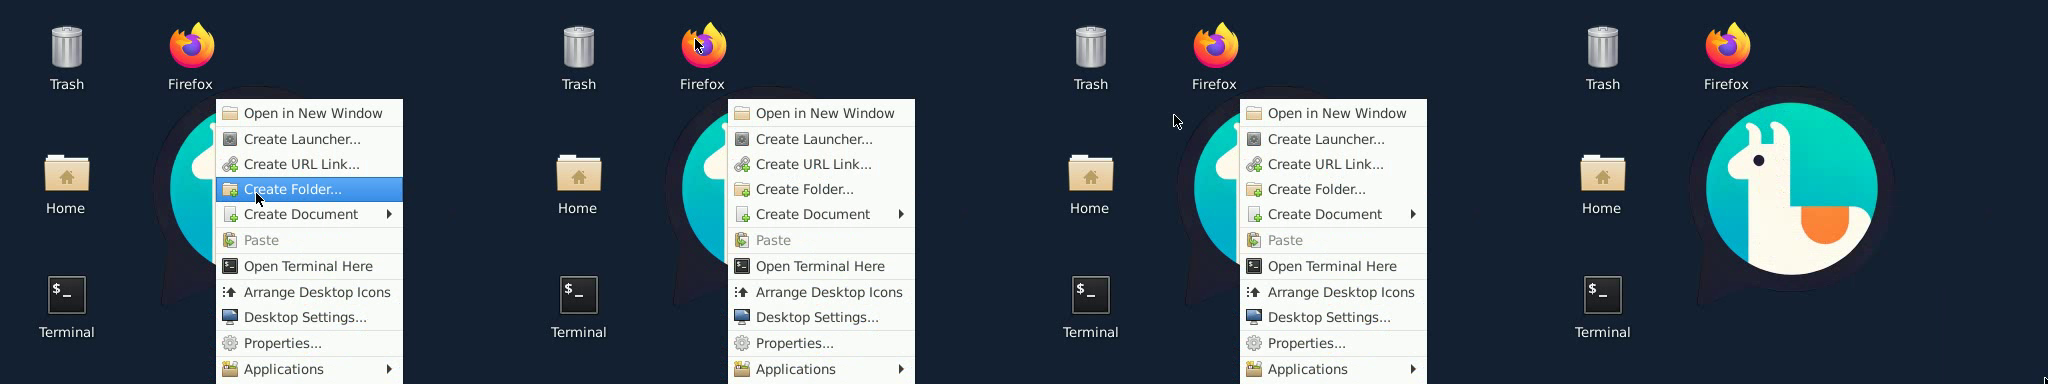 Trash
Firefox
Open in New Window
Create Launcher...
Create URL Link...
Home
Create Folder...
Create Document
Paste
Open Terminal Here
Arrange Desktop Icons
Terminal
Desktop Settings...
Properties...
Applications
Trash
Firefox
Open in New Window
Create Launcher...
Create URL Link...
Home
Create Folder...
Create Document
Paste
Open Terminal Here
Arrange Desktop Icons
Terminal
Desktop Settings...
Properties...
Applications
Trash
Firefox
Open in New Window
Create Launcher...
Create URL Link...
Home
Create Folder...
Create Document
Paste
Open Terminal Here
Arrange Desktop Icons
Terminal
Desktop Settings...
Properties...
Applications
Trash
Firefox
Home
Terminal